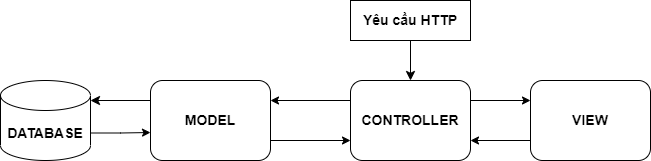 Yêu cầu HTTP
DATABASE
MODEL
CONTROLLER
VIEW